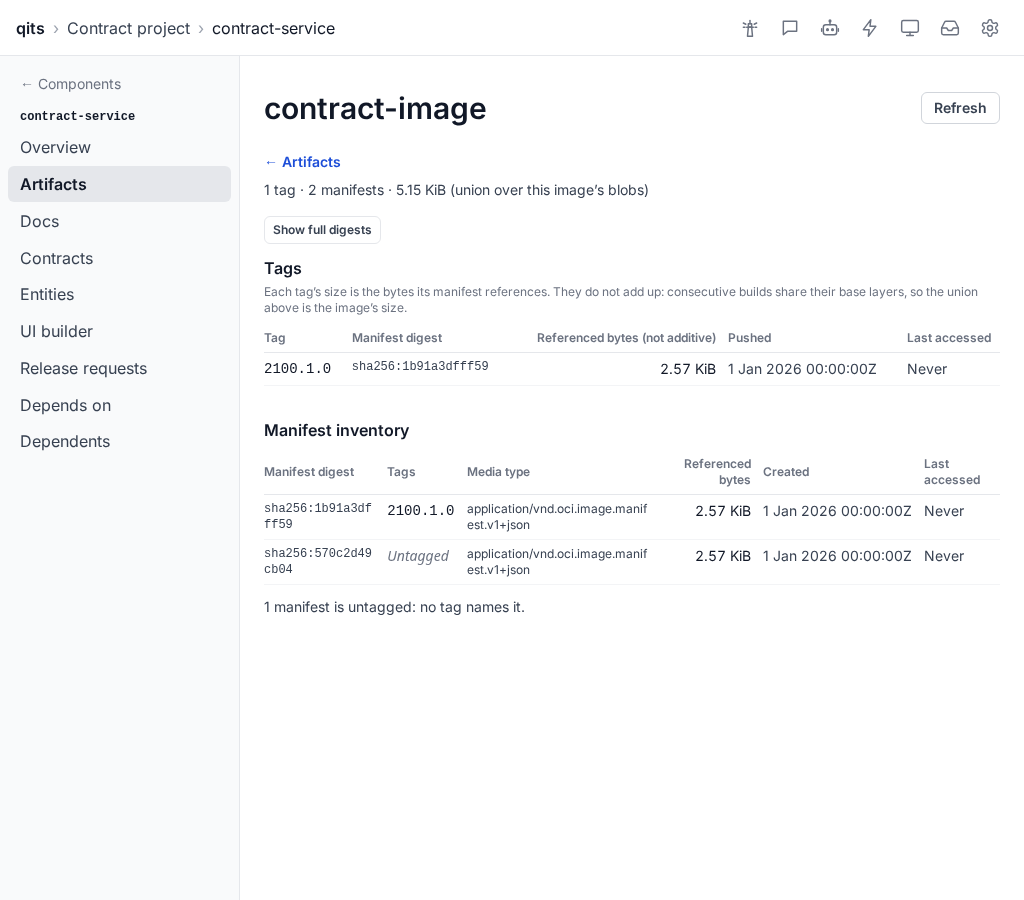 qits › Contract project › contract-service
← Components
contract-service
Overview
Artifacts
Docs
Contracts
Entities
UI builder
Release requests
Depends on
Dependents
contract-image
Refresh
← Artifacts
1 tag · 2 manifests · 5.15 KiB (union over this image’s blobs)
Show full digests
Tags
Each tag’s size is the bytes its manifest references. They do not add up: consecutive builds share their base layers, so the union
above is the image’s size.
Tag Manifest digest Referenced bytes (not additive) Pushed Last accessed
2100.1.0 sha256:1b91a3dfff59 2.57 KiB 1 Jan 2026 00:00:00Z Never
Manifest inventory
Manifest digest Tags Media type Referenced bytes Created Last accessed
sha256:1b91a3df 2100.1.0 application/vnd.oci.image.manif 2.57 KiB 1 Jan 2026 00:00:00Z Never
ff59 est.v1+json
sha256:570c2d49 Untagged application/vnd.oci.image.manif 2.57 KiB 1 Jan 2026 00:00:00Z Never
cb04 est.v1+json
1 manifest is untagged: no tag names it.